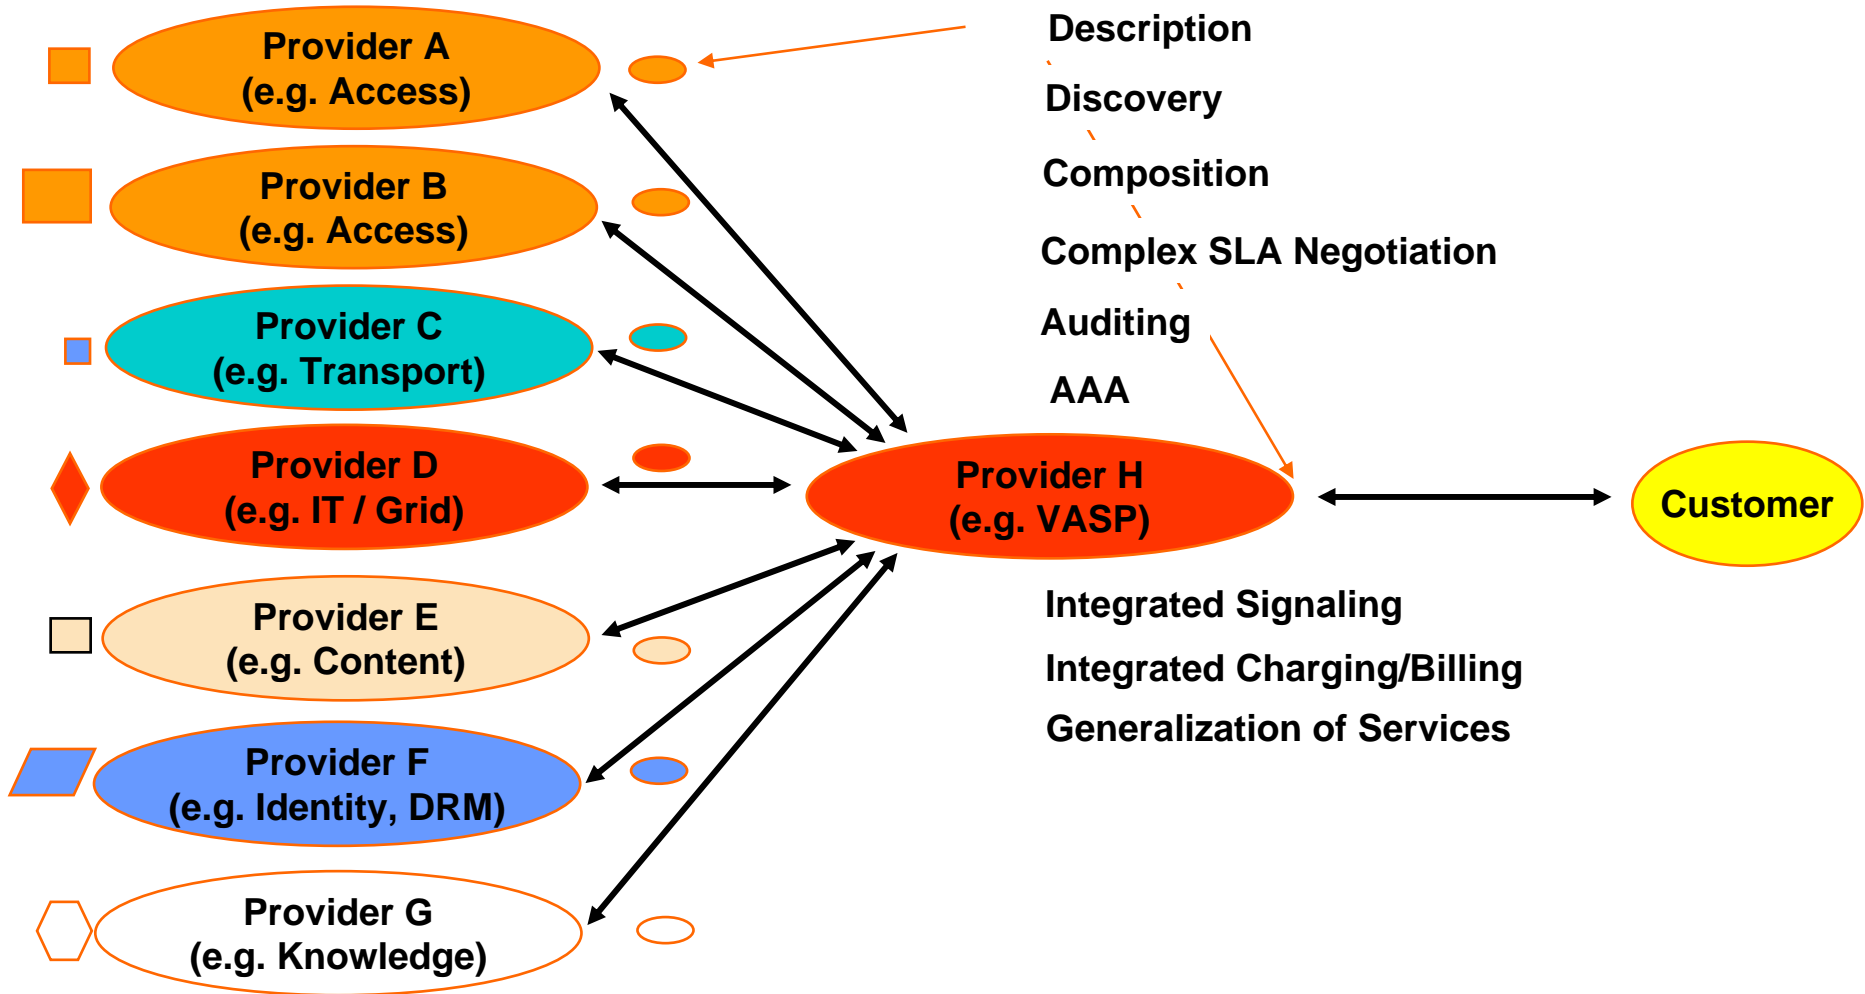 Provider A
(e.g. Access)
Provider B
(e.g. Access)
Provider C
(e.g. Transport)
Provider D
(e.g. IT / Grid)
Provider E
(e.g. Content)
Provider F
(e.g. Identity, DRM)
Provider G
(e.g. Knowledge)
Description
Discovery
Composition
Complex SLA Negotiation
Auditing
AAA
Provider H
(e.g. VASP)
Integrated Signaling
Integrated Charging/Billing
Generalization of Services
Customer